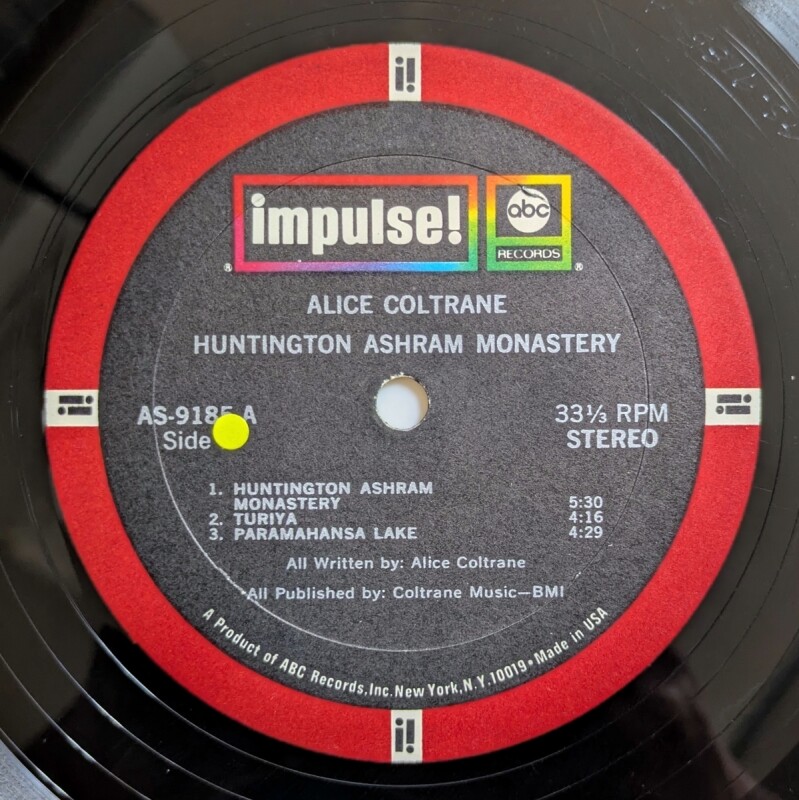 i!
impulse!
abc
RECORDS
®
®
ALICE COLTRANE
HUNTINGTON ASHRAM MONASTERY
AS-9185 A
33⅓ RPM
Side
STEREO
1. HUNTINGTON ASHRAM
MONASTERY 5:30
2. TURIYA 4:16
3. PARAMAHANSA LAKE 4:29
All Written by: Alice Coltrane
All Published by: Coltrane Music—BMI
A Product of ABC Records, Inc. New York, N.Y. 10019 • Made in USA
i!
i!
i!